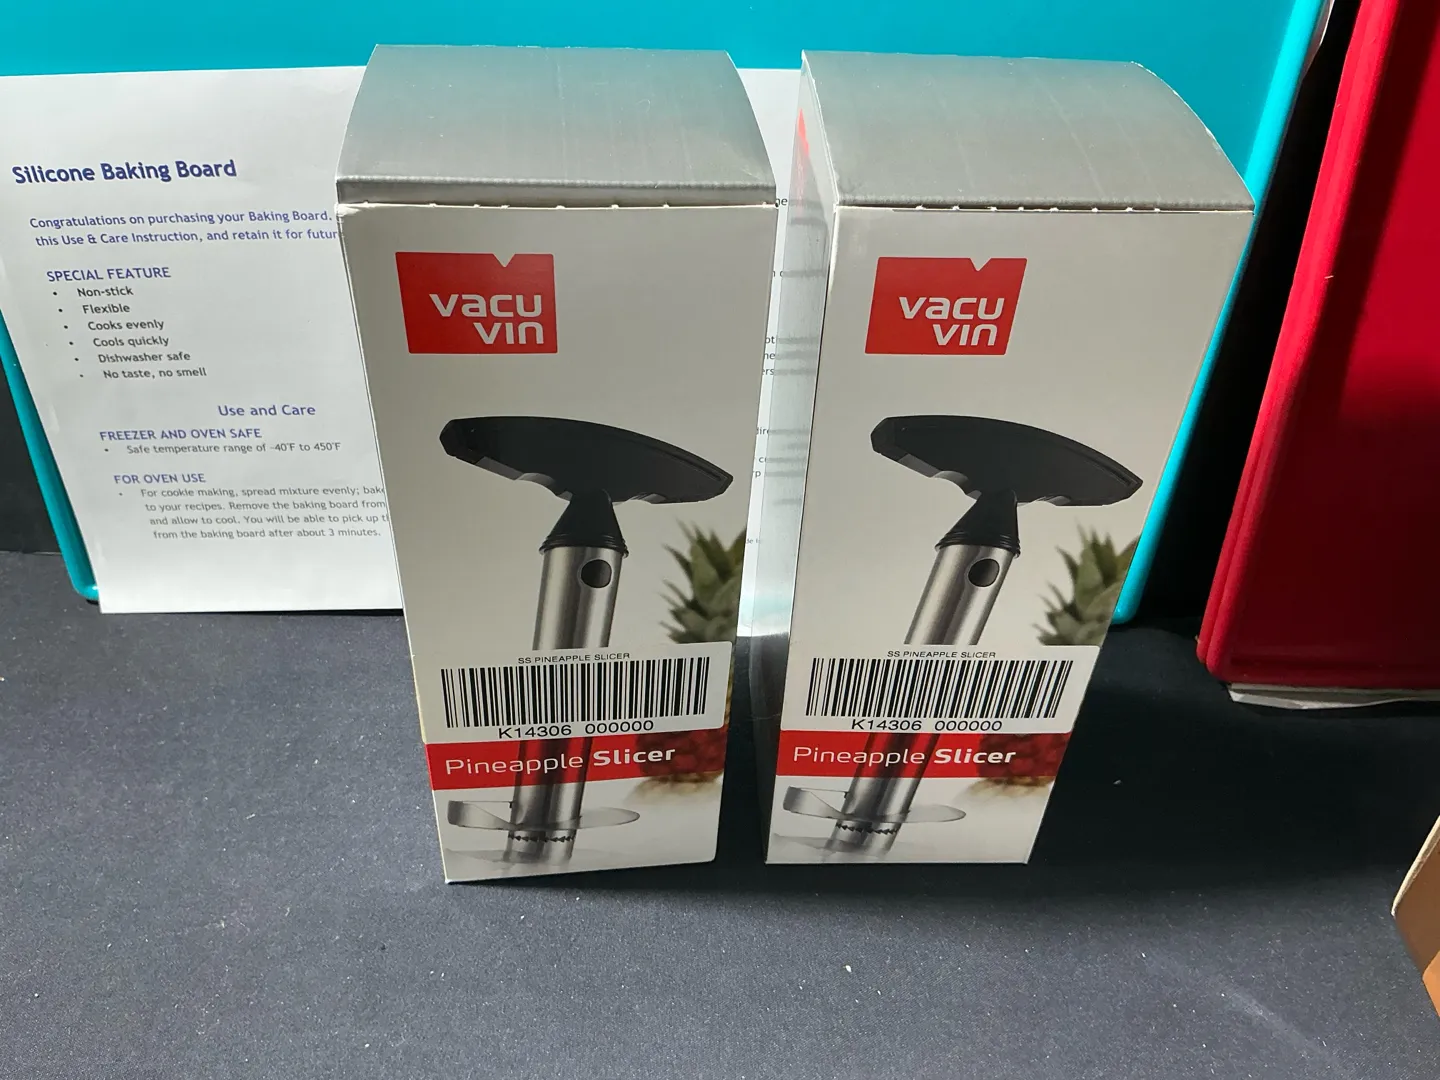 Silicone Baking Board
Congratulations on purchasing your Baking Board.
this Use & Care Instruction, and retain it for
SPECIAL FEATURE
• Non-stick
• Flexible
• Cooks evenly
• Cools quickly
• Dishwasher safe
• No taste, no smell
Use and Care
FREEZER AND OVEN SAFE
• Safe temperature range of -40°F to 450°F
FOR OVEN USE
• For cookie making, spread mixture evenly;
to your recipes. Remove the baking board from
and allow to cool. You will be able to pick up
from the baking board after about 3 minutes.
vacu
vin
SS PINEAPPLE SLICER
K14306 000000
Pineapple Slicer
vacu
vin
SS PINEAPPLE SLICER
K14306 000000
Pineapple Slicer